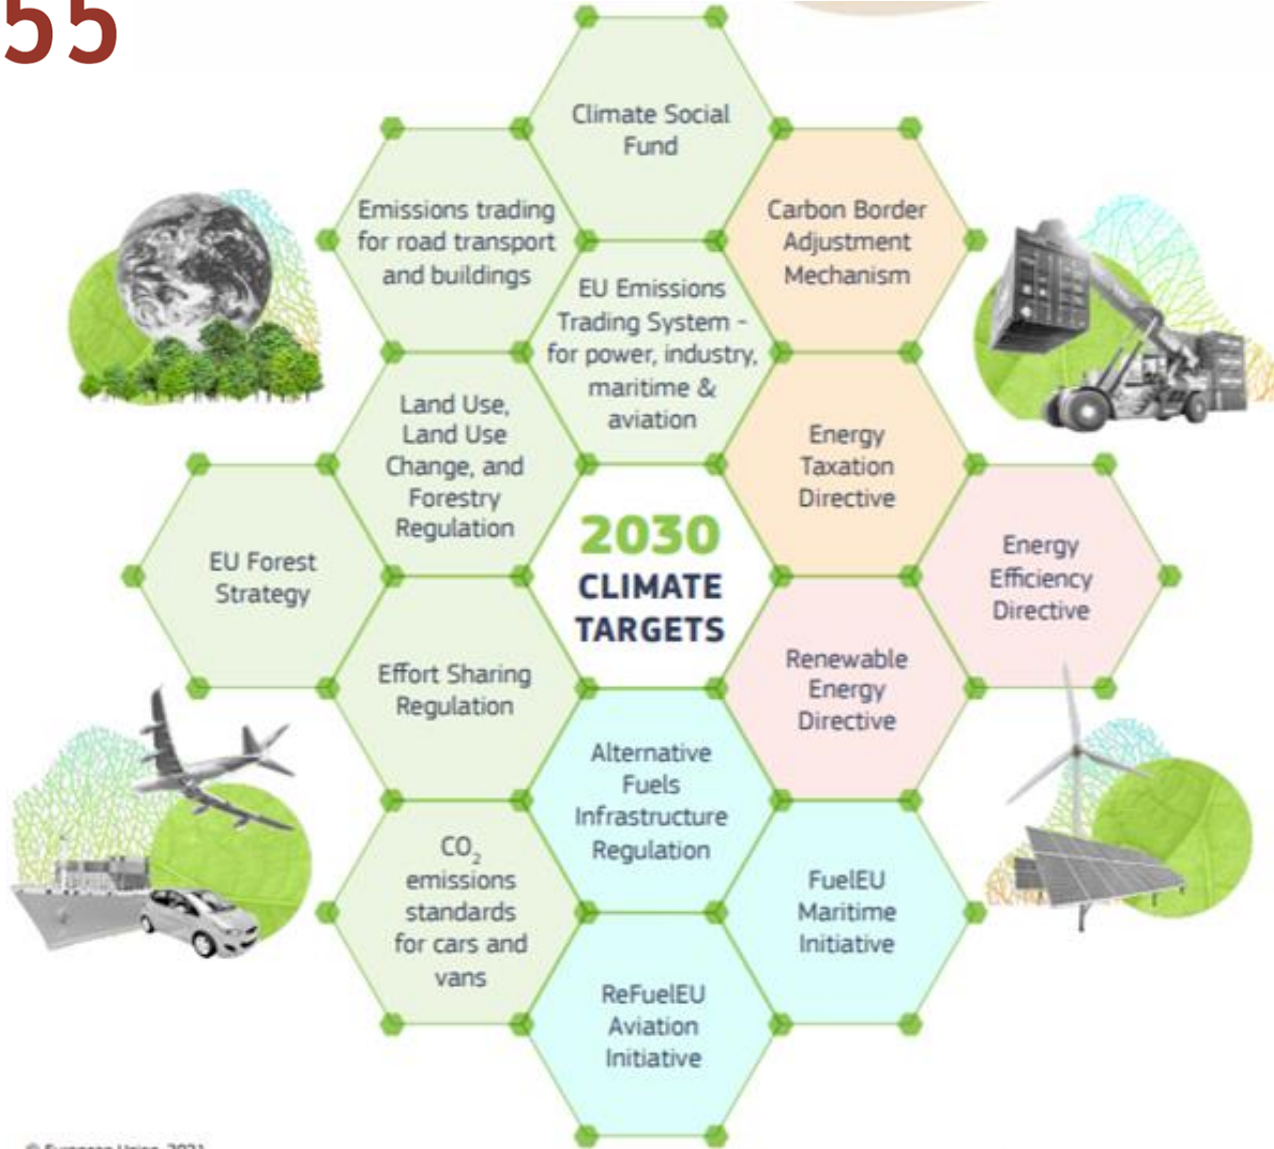 55
Climate Social
Fund
Emissions trading
for road transport
and buildings
Carbon Border
Adjustment
Mechanism
EU Emissions
Trading System -
for power, industry,
maritime &
aviation
Land Use,
Land Use
Change, and
Forestry
Regulation
Energy
Taxation
Directive
EU Forest
Strategy
2030
CLIMATE
TARGETS
Energy
Efficiency
Directive
Effort Sharing
Regulation
Renewable
Energy
Directive
Alternative
Fuels
Infrastructure
Regulation
CO₂
emissions
standards
for cars and
vans
FuelEU
Maritime
Initiative
ReFuelEU
Aviation
Initiative
© European Union, 2021